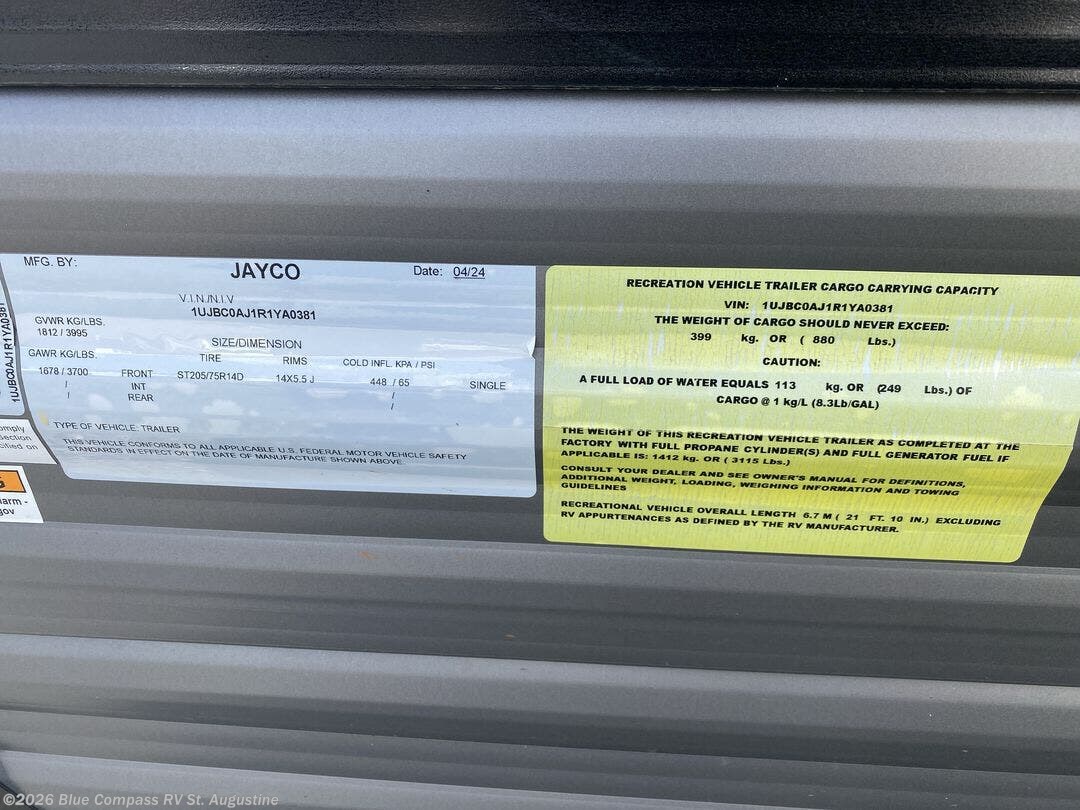 MFG. BY: JAYCO Date: 04/24
V.I.N./N.I.V
1UJBC0AJ1R1YA0381
GVWR KG/LBS.
1812 / 3995
SIZE/DIMENSION
GAWR KG/LBS. TIRE RIMS COLD INFL. KPA / PSI
1678 / 3700 FRONT ST205/75R14D 14X5.5 J 448 / 65 SINGLE
/ INT /
/ REAR /
TYPE OF VEHICLE: TRAILER
THIS VEHICLE CONFORMS TO ALL APPLICABLE U.S. FEDERAL MOTOR VEHICLE SAFETY
STANDARDS IN EFFECT ON THE DATE OF MANUFACTURE SHOWN ABOVE.
1UJBC0AJ1R1YA0381
arm -
gov
RECREATION VEHICLE TRAILER CARGO CARRYING CAPACITY
VIN: 1UJBC0AJ1R1YA0381
THE WEIGHT OF CARGO SHOULD NEVER EXCEED:
399 kg. OR ( 880 Lbs.)
CAUTION:
A FULL LOAD OF WATER EQUALS 113 kg. OR (249 Lbs.) OF
CARGO @ 1 kg/L (8.3Lb/GAL)
THE WEIGHT OF THIS RECREATION VEHICLE TRAILER AS COMPLETED AT THE
FACTORY WITH FULL PROPANE CYLINDER(S) AND FULL GENERATOR FUEL IF
APPLICABLE IS: 1412 kg. OR ( 3115 Lbs.)
CONSULT YOUR DEALER AND SEE OWNER'S MANUAL FOR DEFINITIONS,
ADDITIONAL WEIGHT, LOADING, WEIGHING INFORMATION AND TOWING
GUIDELINES
RECREATIONAL VEHICLE OVERALL LENGTH 6.7 M ( 21 FT. 10 IN.) EXCLUDING
RV APPURTENANCES AS DEFINED BY THE RV MANUFACTURER.
©2026 Blue Compass RV St. Augustine